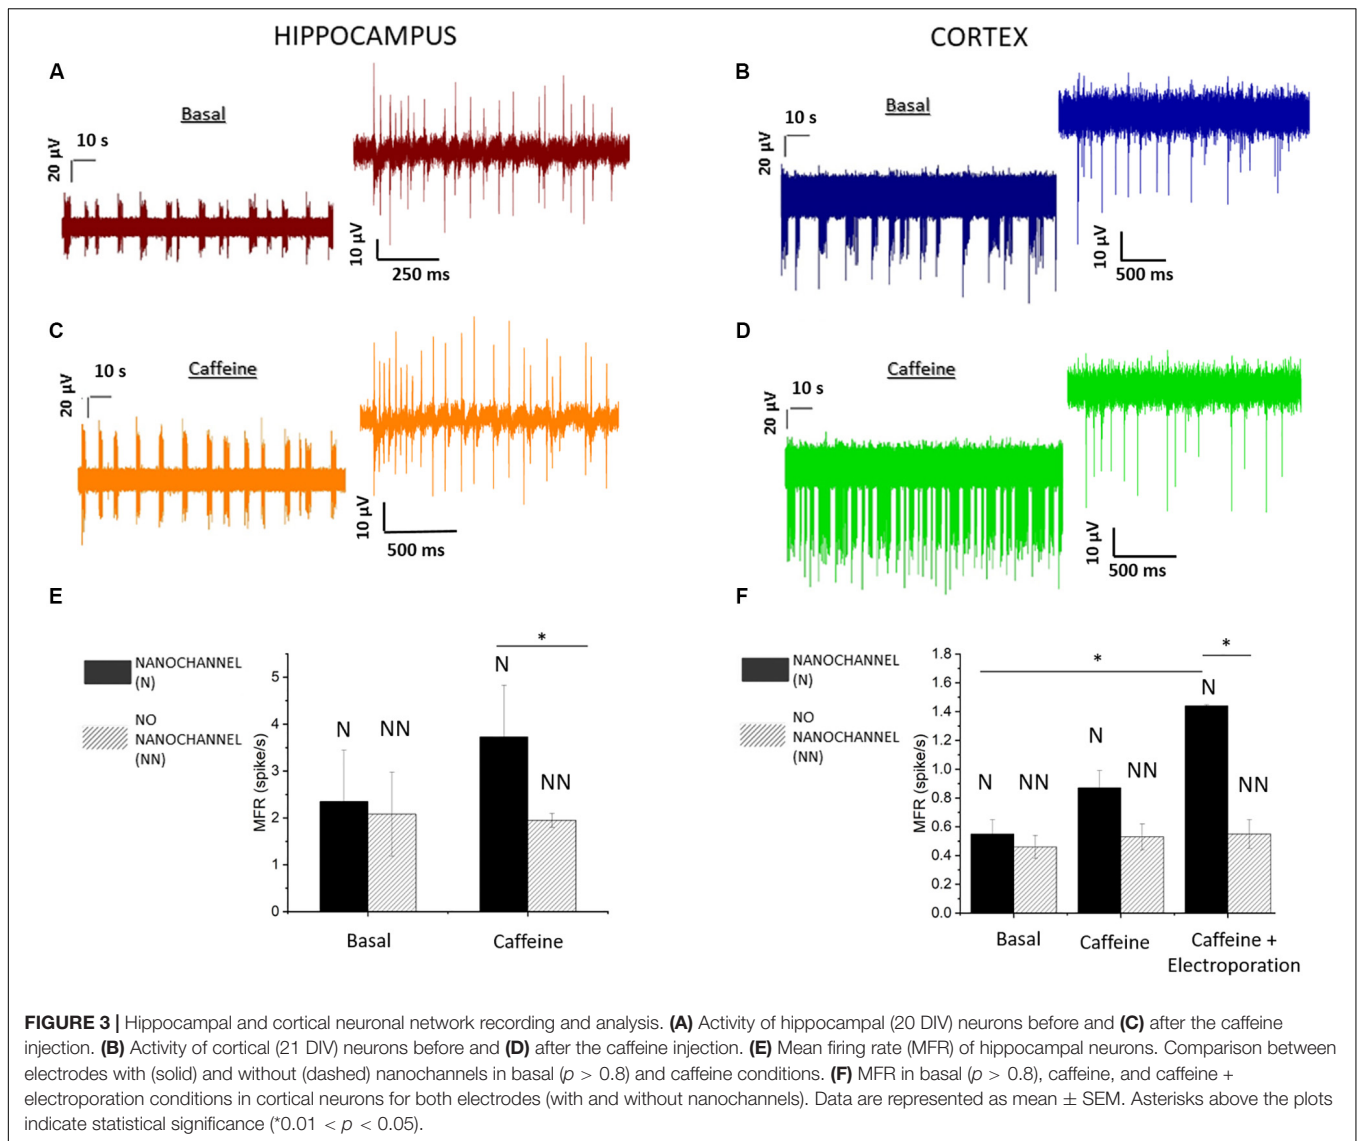 HIPPOCAMPUS
CORTEX
A
Basal
10 s
20 μV
10 μV
250 ms
B
Basal
10 s
20 μV
10 μV
500 ms
C
Caffeine
10 s
20 μV
10 μV
500 ms
D
Caffeine
10 s
20 μV
10 μV
500 ms
E
NANOCHANNEL
(N)
NO
NANOCHANNEL
(NN)
MFR (spike/s)
5
4
3
2
1
0
N
NN
N
NN
*
Basal
Caffeine
F
NANOCHANNEL
(N)
NO
NANOCHANNEL
(NN)
MFR (spike/s)
1.8
1.6
1.4
1.2
1.0
0.8
0.6
0.4
0.2
0.0
N
NN
N
NN
N
NN
*
*
Basal
Caffeine
Caffeine +
Electroporation
FIGURE 3 | Hippocampal and cortical neuronal network recording and analysis. (A) Activity of hippocampal (20 DIV) neurons before and (C) after the caffeine
injection. (B) Activity of cortical (21 DIV) neurons before and (D) after the caffeine injection. (E) Mean firing rate (MFR) of hippocampal neurons. Comparison between
electrodes with (solid) and without (dashed) nanochannels in basal (p > 0.8) and caffeine conditions. (F) MFR in basal (p > 0.8), caffeine, and caffeine +
electroporation conditions in cortical neurons for both electrodes (with and without nanochannels). Data are represented as mean ± SEM. Asterisks above the plots
indicate statistical significance (*0.01 < p < 0.05).